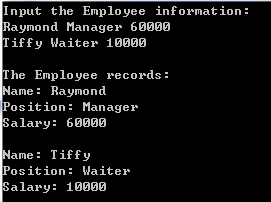 Input the Employee information:
Raymond Manager 60000
Tiffy Waiter 10000
The Employee records:
Name: Raymond
Position: Manager
Salary: 60000
Name: Tiffy
Position: Waiter
Salary: 10000